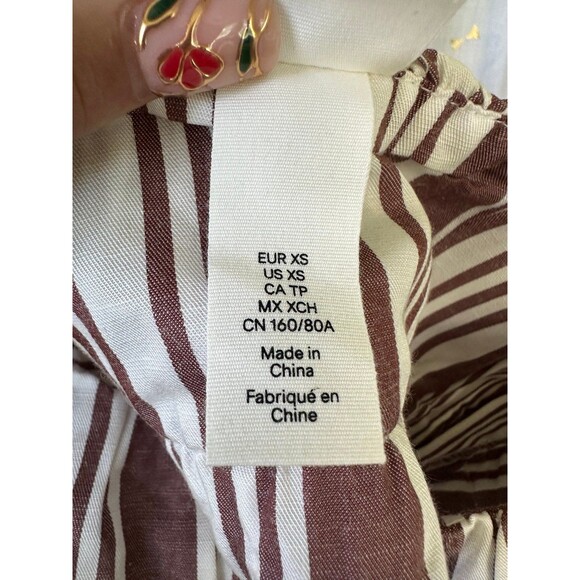 EUR XS
US XS
CA TP
MX XCH
CN 160/80A
Made in
China
Fabriqué en
Chine